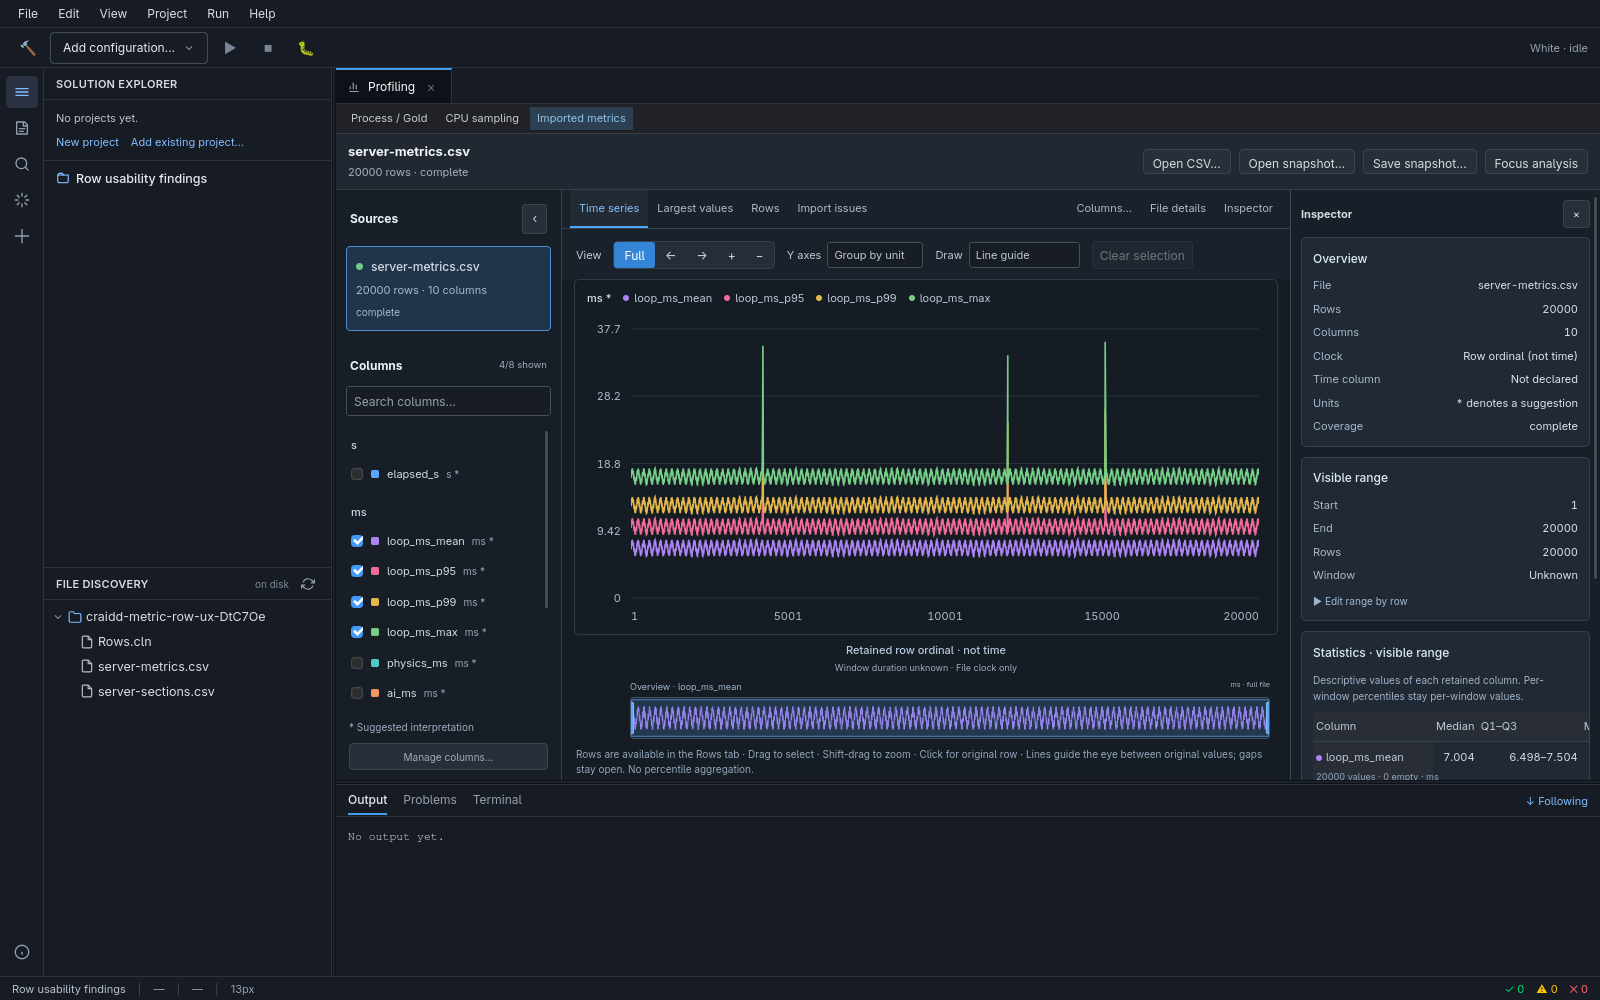 File Edit View Project Run Help
Add configuration...
White · idle
SOLUTION EXPLORER
No projects yet.
New project Add existing project...
Row usability findings
FILE DISCOVERY on disk
craidd-metric-row-ux-DtC7Oe
Rows.cln
server-metrics.csv
server-sections.csv
Profiling ×
Process / Gold CPU sampling Imported metrics
server-metrics.csv
20000 rows · complete
Open CSV... Open snapshot... Save snapshot... Focus analysis
Sources ‹
server-metrics.csv
20000 rows · 10 columns
complete
Columns 4/8 shown
Search columns...
s
elapsed_s s *
ms
loop_ms_mean ms *
loop_ms_p95 ms *
loop_ms_p99 ms *
loop_ms_max ms *
physics_ms ms *
ai_ms ms *
* Suggested interpretation
Manage columns...
Time series Largest values Rows Import issues Columns... File details Inspector
View Full ← → + − Y axes Group by unit Draw Line guide Clear selection
ms * loop_ms_mean loop_ms_p95 loop_ms_p99 loop_ms_max
37.7
28.2
18.8
9.42
0
1 5001 10001 15000 20000
Retained row ordinal · not time
Window duration unknown · File clock only
Overview · loop_ms_mean ms · full file
Rows are available in the Rows tab · Drag to select · Shift-drag to zoom · Click for original row · Lines guide the eye between original values; gaps
stay open. No percentile aggregation.
Inspector ×
Overview
File server-metrics.csv
Rows 20000
Columns 10
Clock Row ordinal (not time)
Time column Not declared
Units * denotes a suggestion
Coverage complete
Visible range
Start 1
End 20000
Rows 20000
Window Unknown
▶ Edit range by row
Statistics · visible range
Descriptive values of each retained column. Per-
window percentiles stay per-window values.
Column Median Q1–Q3
loop_ms_mean 7.004 6.498–7.504
20000 values · 0 empty · ms
Output Problems Terminal ↓ Following
No output yet.
Row usability findings — — 13px 0 0 0